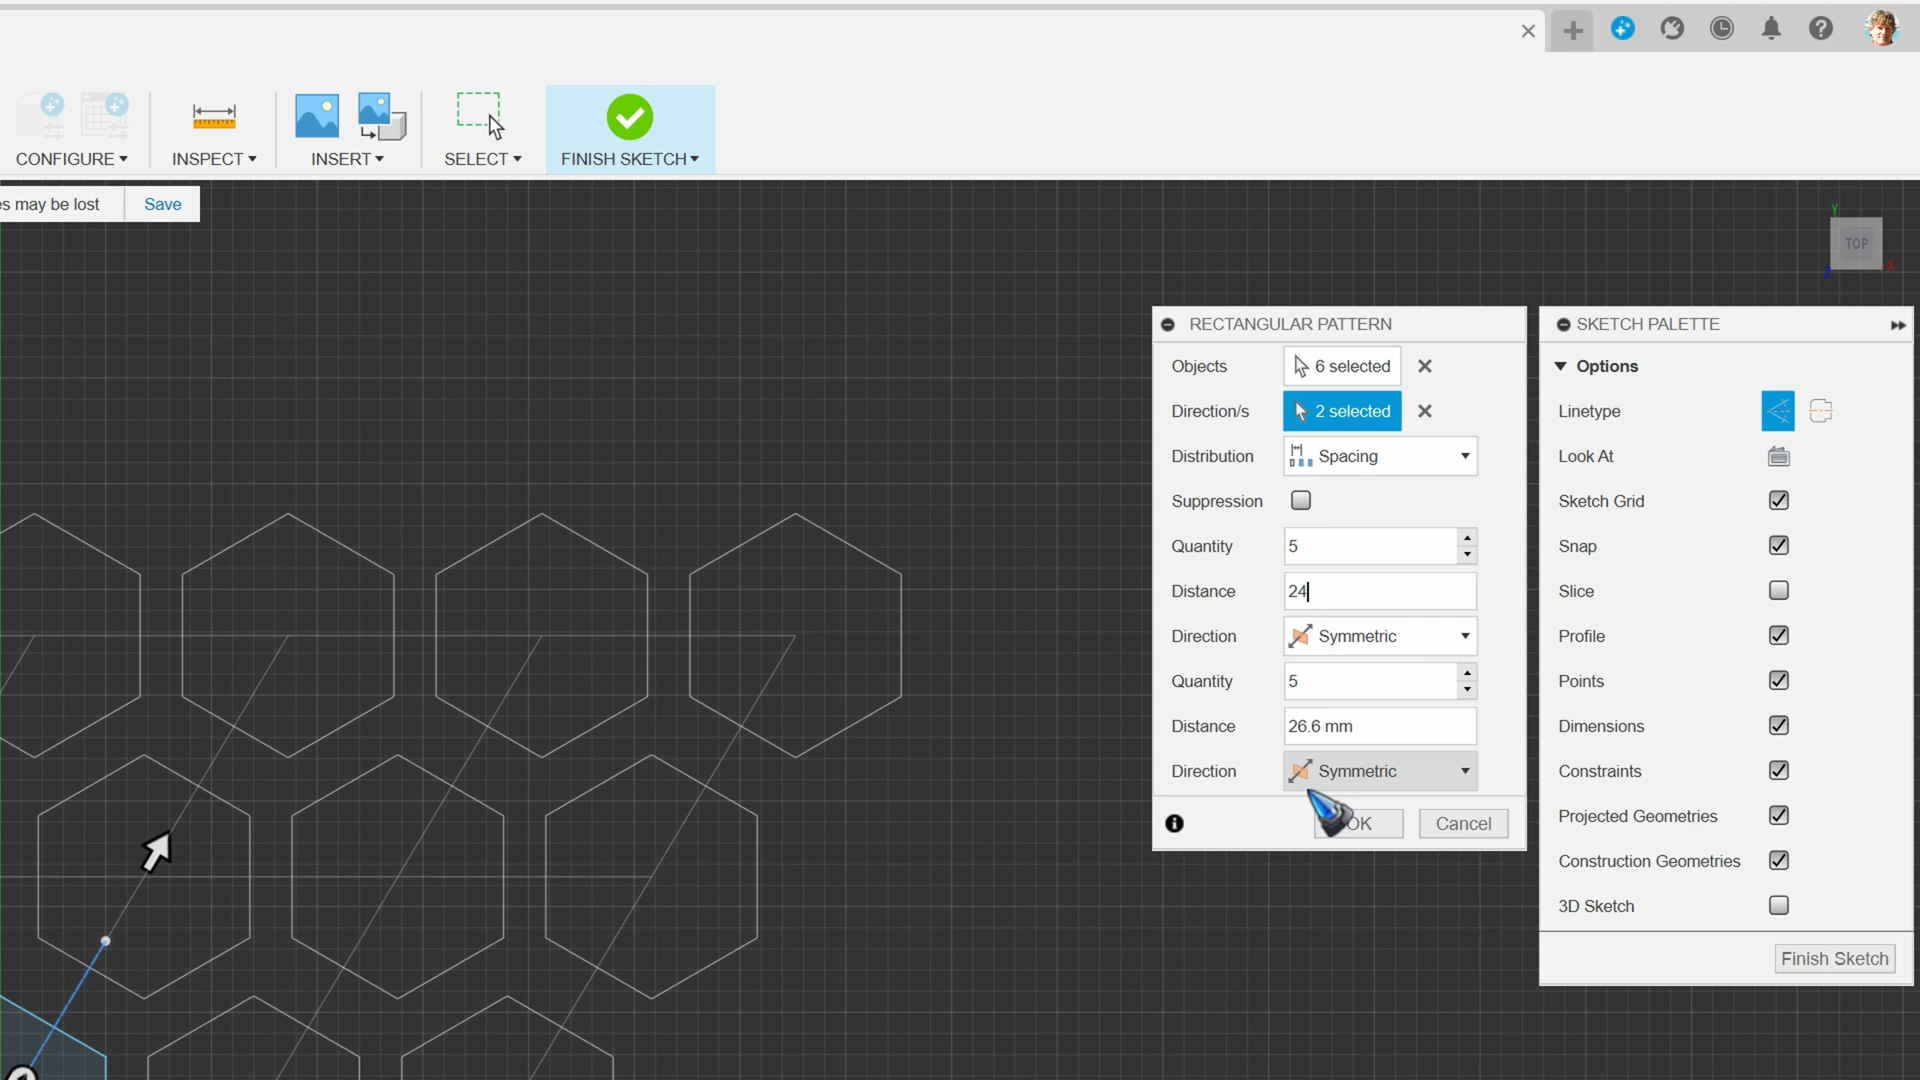 CONFIGURE
INSPECT
INSERT
SELECT
FINISH SKETCH
es may be lost
Save
Y
TOP
Z
X
RECTANGULAR PATTERN
Objects
6 selected
Direction/s
2 selected
Distribution
Spacing
Suppression
Quantity
5
Distance
24
Direction
Symmetric
Quantity
5
Distance
26.6 mm
Direction
Symmetric
OK
Cancel
SKETCH PALETTE
Options
Linetype
Look At
Sketch Grid
Snap
Slice
Profile
Points
Dimensions
Constraints
Projected Geometries
Construction Geometries
3D Sketch
Finish Sketch